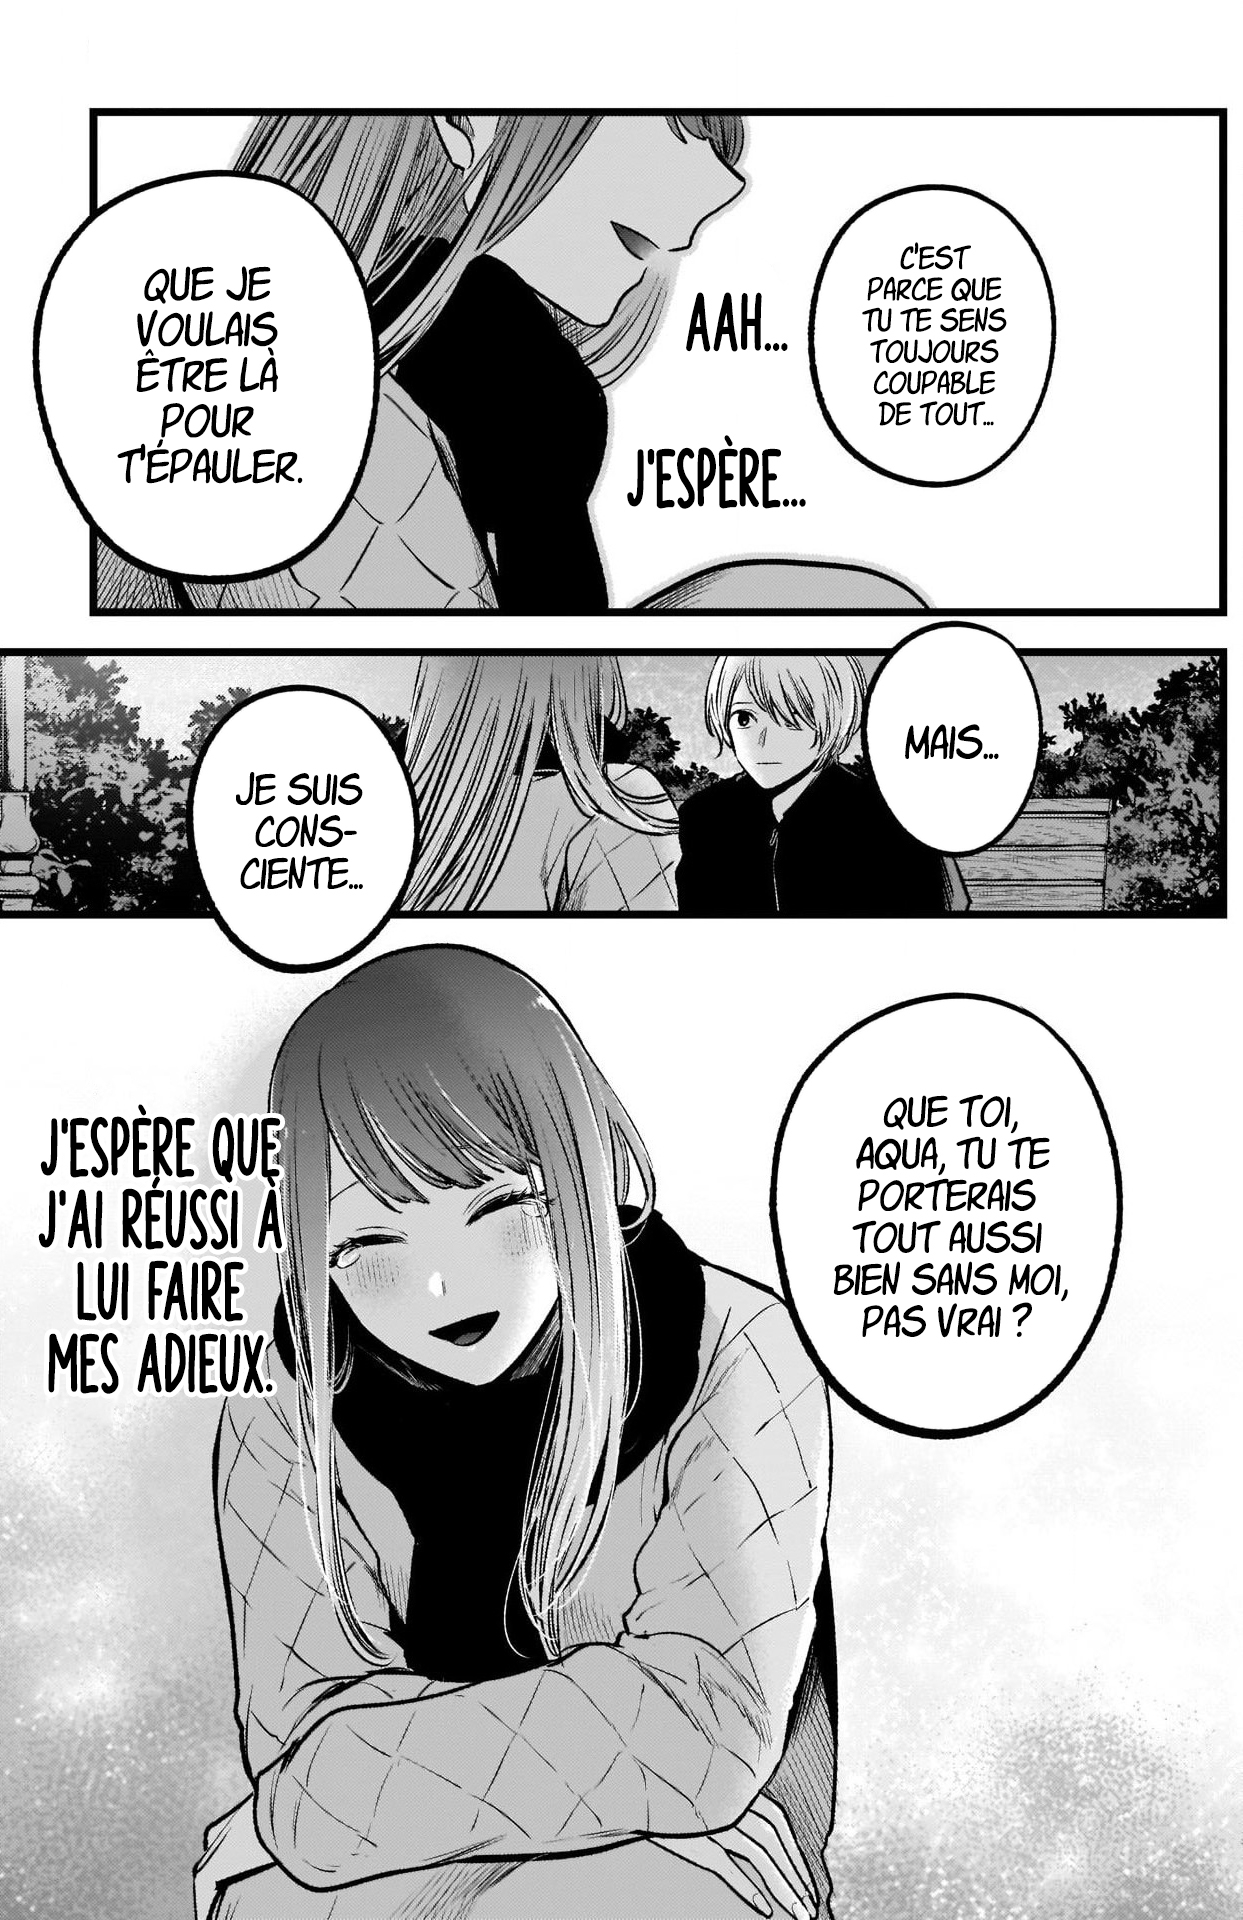 C'EST
PARCE QUE
TU TE SENS
TOUJOURS
COUPABLE
DE TOUT...
AAH...
J'ESPÈRE...
QUE JE
VOULAIS
ÊTRE LÀ
POUR
T'ÉPAULER.
MAIS...
JE SUIS
CONS-
CIENTE...
QUE TOI,
AQUA, TU TE
PORTERAIS
TOUT AUSSI
BIEN SANS MOI,
PAS VRAI ?
J'ESPÈRE QUE
J'AI RÉUSSI À
LUI FAIRE
MES ADIEUX.